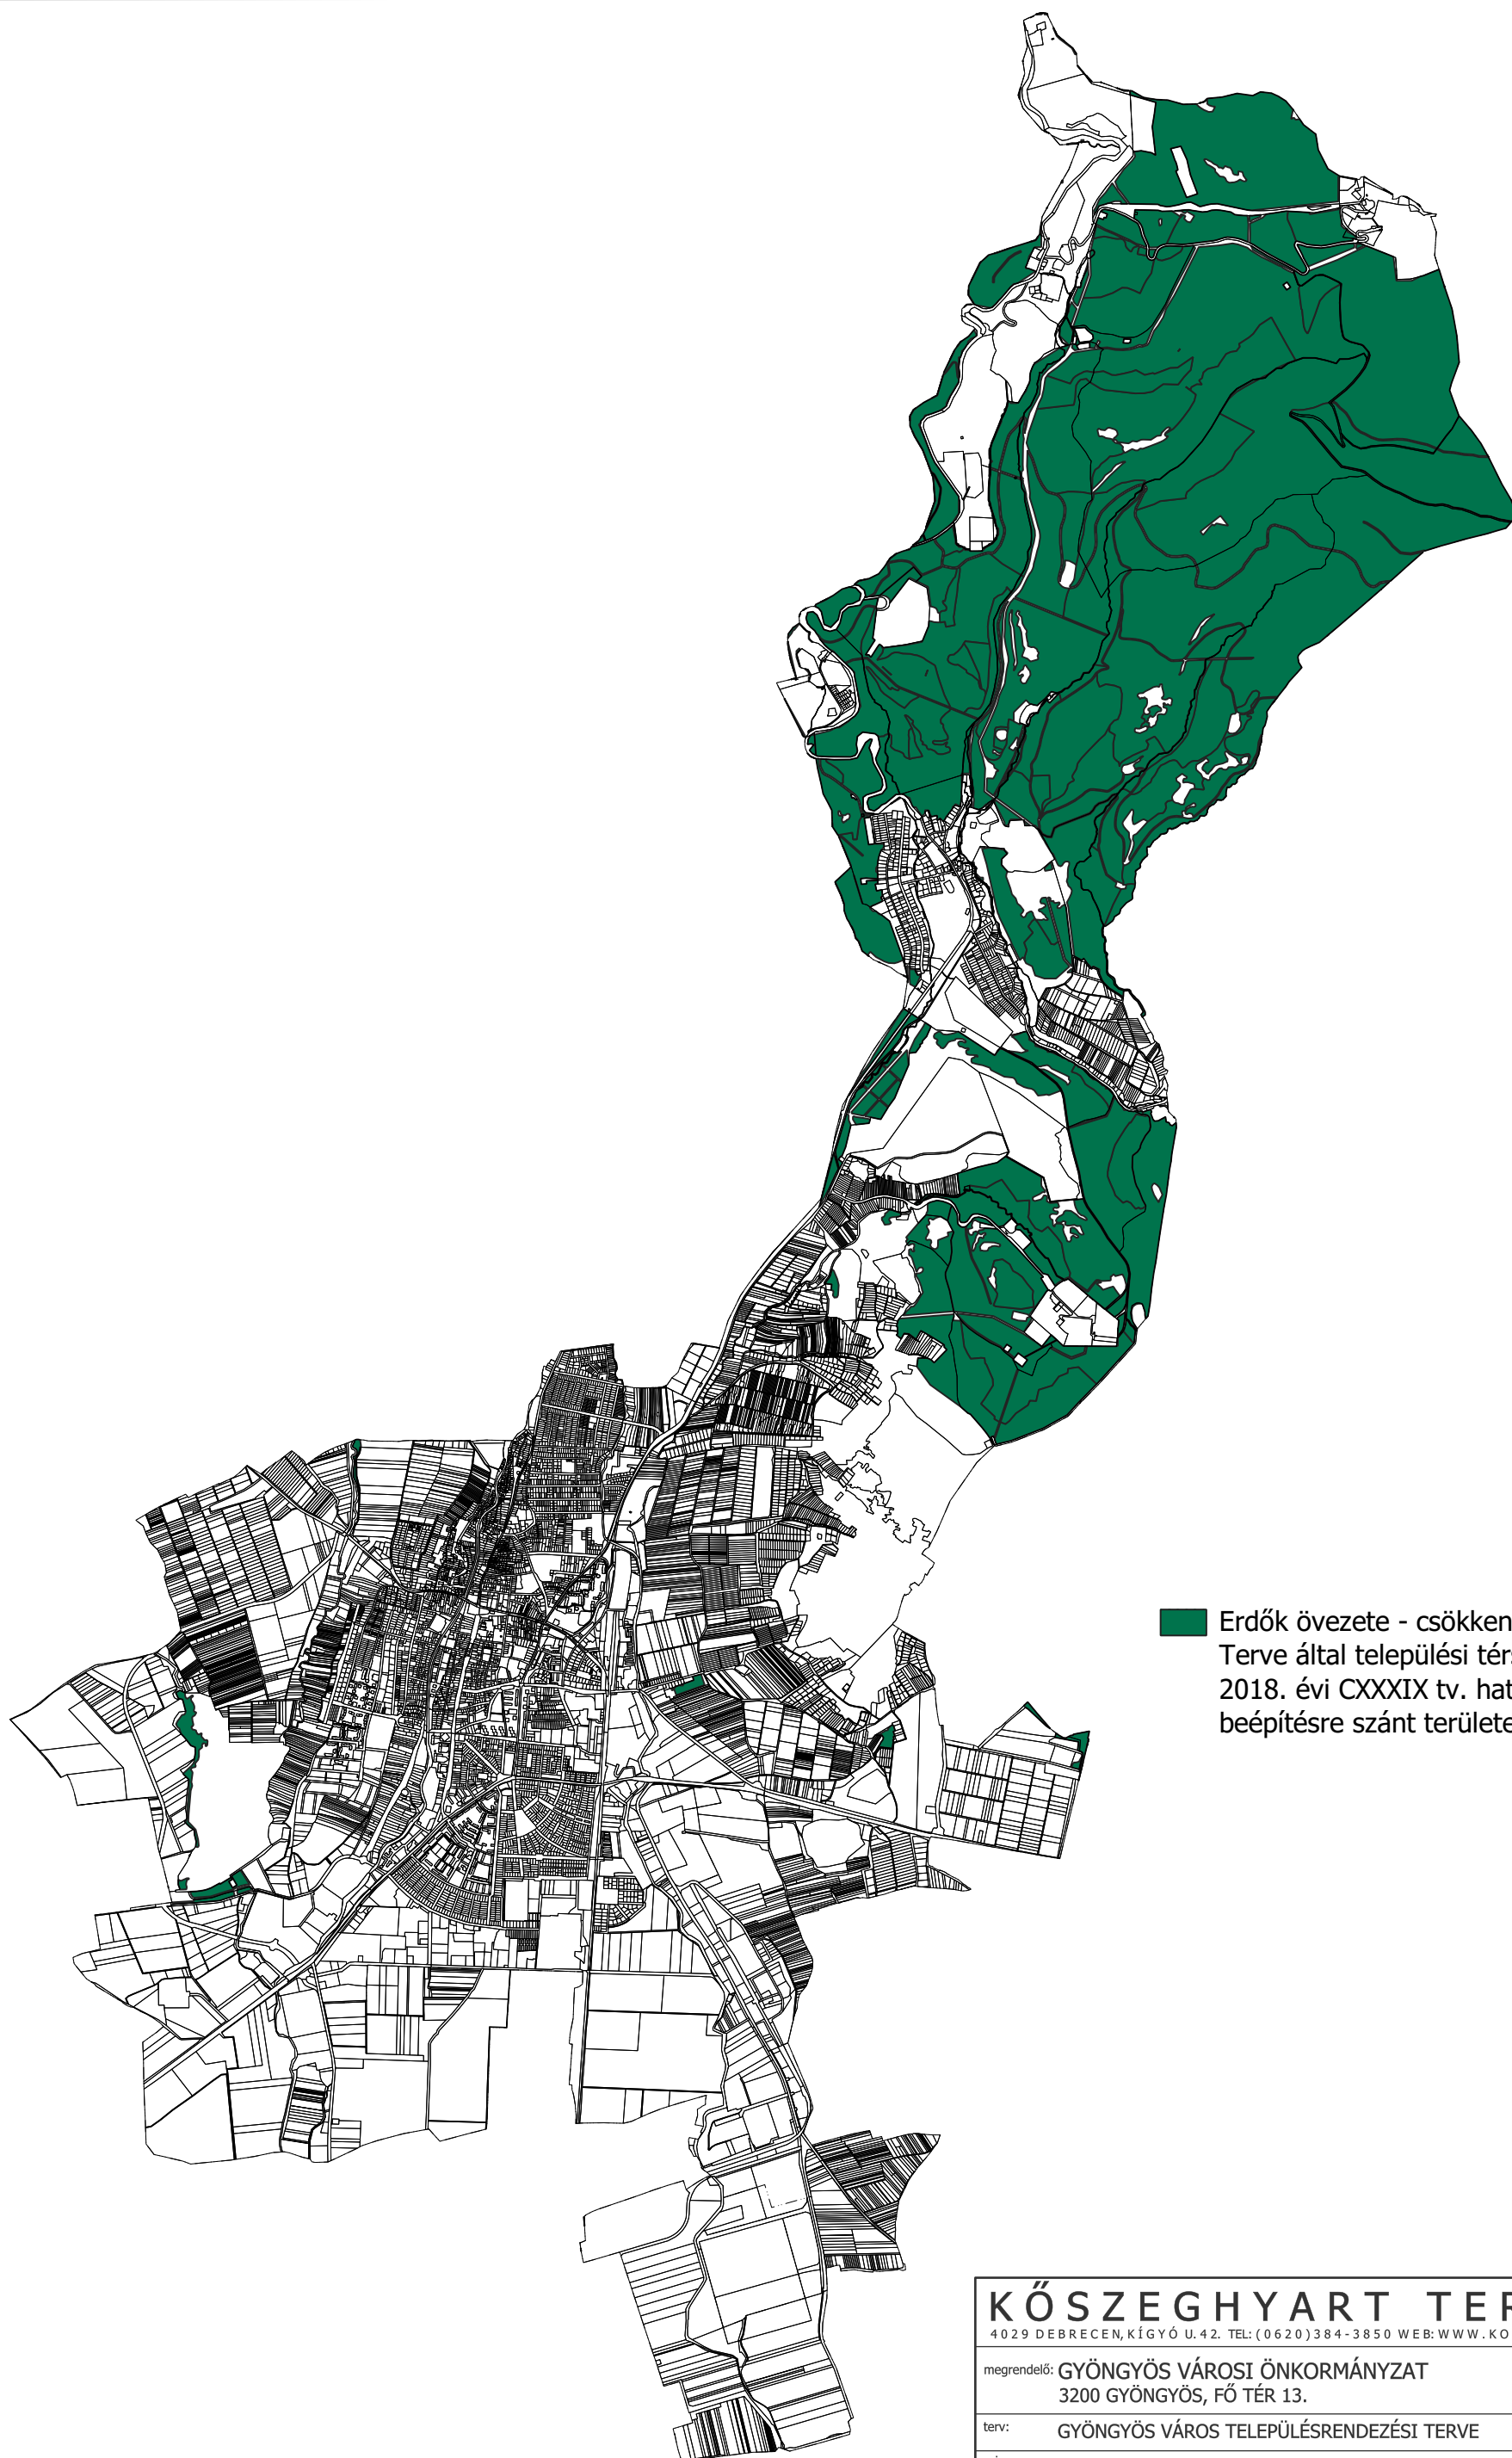 Erdők övezete - csökken
Terve által települési tér
2018. évi CXXXIX tv. hat
beépítésre szánt területe
KŐSZEGHYART TER
4029 DEBRECEN, KÍGYÓ U. 42. TEL: (0620)384-3850 WEB: WWW.KO
megrendelő: GYÖNGYÖS VÁROSI ÖNKORMÁNYZAT
3200 GYÖNGYÖS, FŐ TÉR 13.
terv: GYÖNGYÖS VÁROS TELEPÜLÉSRENDEZÉSI TERVE